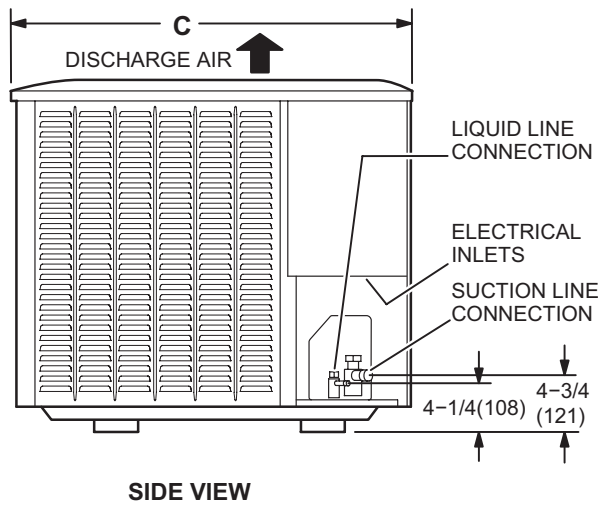 C
DISCHARGE AIR
LIQUID LINE
CONNECTION
ELECTRICAL
INLETS
SUCTION LINE
CONNECTION
4−1/4(108)
4−3/4
(121)
SIDE VIEW